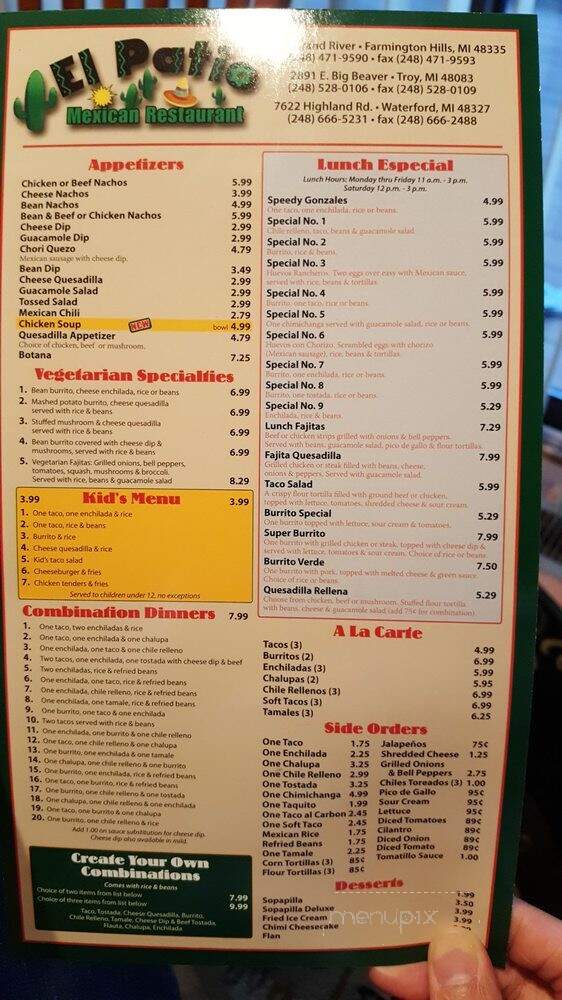 El Patio
Mexican Restaurant
River • Farmington Hills, MI 48335
(248) 471-9590 • fax (248) 471-9593
2891 E. Big Beaver • Troy, MI 48083
(248) 528-0106 • fax (248) 528-0109
7622 Highland Rd. • Waterford, MI 48327
(248) 666-5231 • fax (248) 666-2488
Appetizers
Chicken or Beef Nachos 5.99
Cheese Nachos 3.99
Bean Nachos 4.99
Bean & Beef or Chicken Nachos 5.99
Cheese Dip 2.99
Guacamole Dip 2.99
Chori Quezo 4.79
Mexican sausage with cheese dip.
Bean Dip 3.49
Cheese Quesadilla 2.99
Guacamole Salad 2.99
Tossed Salad 2.99
Mexican Chili 2.79
Chicken Soup NEW bowl 4.99
Quesadilla Appetizer 4.79
Choice of chicken, beef or mushroom.
Botana 7.25
Vegetarian Specialties
1. Bean burrito, cheese enchilada, rice or beans 6.99
2. Mashed potato burrito, cheese quesadilla
served with rice & beans 6.99
3. Stuffed mushroom & cheese quesadilla
served with rice & beans 6.99
4. Bean burrito covered with cheese dip &
mushrooms, served with rice & beans 6.99
5. Vegetarian Fajitas: Grilled onions, bell peppers,
tomatoes, squash, mushrooms & broccoli.
Served with rice, beans & guacamole salad 8.29
3.99 Kid's Menu 3.99
1. One taco, one enchilada & rice
2. One taco, rice & beans
3. Burrito & rice
4. Cheese quesadilla & rice
5. Kid's taco salad
6. Cheeseburger & fries
7. Chicken tenders & fries
Served to children under 12, no exceptions
Combination Dinners 7.99
1. One taco, two enchiladas & rice
2. One taco, one enchilada & one chalupa
3. One enchilada, one taco & one chile relleno
4. Two tacos, one enchilada, one tostada with cheese dip & beef
5. Two enchiladas, rice & refried beans
6. One enchilada, one taco, rice & refried beans
7. One enchilada, chile relleno, rice & refried beans
8. One enchilada, one tamale, rice & refried beans
9. One burrito, one taco & one enchilada
10. Two tacos served with rice & beans
11. One enchilada, one burrito & one chile relleno
12. One taco, one chile relleno & one chalupa
13. One burrito, one enchilada & one tamale
14. One chalupa, one chile relleno & one burrito
15. One burrito, one enchilada, rice & refried beans
16. One taco, one burrito, rice & refried beans
17. One burrito, one chile relleno & one tostada
18. One chalupa, one chile relleno & one enchilada
19. One taco, one burrito & one chalupa
20. One burrito, one chile relleno & rice
Add 1.00 on sauce substitution for cheese dip.
Cheese dip also available in mild.
Create Your Own
Combinations
Comes with rice & beans
Choice of two items from list below 7.99
Choice of three items from list below 9.99
Taco, Tostada, Cheese Quesadilla, Burrito,
Chile Relleno, Tamale, Cheese Dip & Beef Tostada,
Flauta, Chalupa, Enchilada
Lunch Especial
Lunch Hours: Monday thru Friday 11 a.m. - 3 p.m.
Saturday 12 p.m. - 3 p.m.
Speedy Gonzales 4.99
One taco, one enchilada, rice or beans.
Special No. 1 5.99
Chile relleno, taco, beans & guacamole salad.
Special No. 2 5.99
Burrito, rice & beans.
Special No. 3 5.99
Huevos Rancheros. Two eggs over easy with Mexican sauce,
served with rice, beans & tortillas.
Special No. 4 5.99
Burrito, one taco, rice or beans.
Special No. 5 5.99
One chimichanga served with guacamole salad, rice or beans.
Special No. 6 5.99
Huevos con Chorizo. Scrambled eggs with chorizo
(Mexican sausage), rice, beans & tortillas.
Special No. 7 5.99
Burrito, one enchilada, rice or beans.
Special No. 8 5.99
Burrito, one tostada, rice or beans.
Special No. 9 5.29
Enchilada, rice & beans.
Lunch Fajitas 7.29
Beef or chicken strips grilled with onions & bell peppers.
Served with beans, guacamole salad, pico de gallo & flour tortillas.
Fajita Quesadilla 7.99
Grilled chicken or steak filled with beans, cheese,
onions & peppers. Served with guacamole salad.
Taco Salad 5.99
A crispy flour tortilla filled with ground beef or chicken,
topped with lettuce, tomatoes, shredded cheese & sour cream.
Burrito Special 5.29
One burrito topped with lettuce, sour cream & tomatoes.
Super Burrito 7.99
One burrito with grilled chicken or steak, topped with cheese dip &
served with lettuce, tomatoes & sour cream. Choice of rice or beans.
Burrito Verde 7.50
One burrito with pork, topped with melted cheese & green sauce.
Choice of rice or beans.
Quesadilla Rellena 5.29
Choose from chicken, beef or mushroom. Stuffed flour tortilla
with beans, cheese & guacamole salad (add 75¢ for combination).
A La Carte
Tacos (3) 4.99
Burritos (2) 6.99
Enchiladas (3) 5.99
Chalupas (2) 5.95
Chile Rellenos (3) 6.99
Soft Tacos (3) 6.99
Tamales (3) 6.25
Side Orders
One Taco 1.75
One Enchilada 2.25
One Chalupa 3.25
One Chile Relleno 2.99
One Tostada 3.25
One Chimichanga 4.99
One Taquito 1.99
One Taco al Carbon 2.45
One Soft Taco 2.45
Mexican Rice 1.75
Refried Beans 1.75
One Tamale 2.25
Corn Tortillas (3) 85¢
Flour Tortillas (3) 85¢
Jalapeños 75¢
Shredded Cheese 1.25
Grilled Onions
& Bell Peppers 2.75
Chiles Toreados (3) 1.00
Pico de Gallo 95¢
Sour Cream 95¢
Lettuce 95¢
Diced Tomatoes 89¢
Cilantro 89¢
Diced Onion 89¢
Diced Tomato 89¢
Tomatillo Sauce 1.00
Desserts
Sopapilla 1.99
Sopapilla Deluxe 3.50
Fried Ice Cream 3.99
Chimi Cheesecake 3.99
Flan
menupix